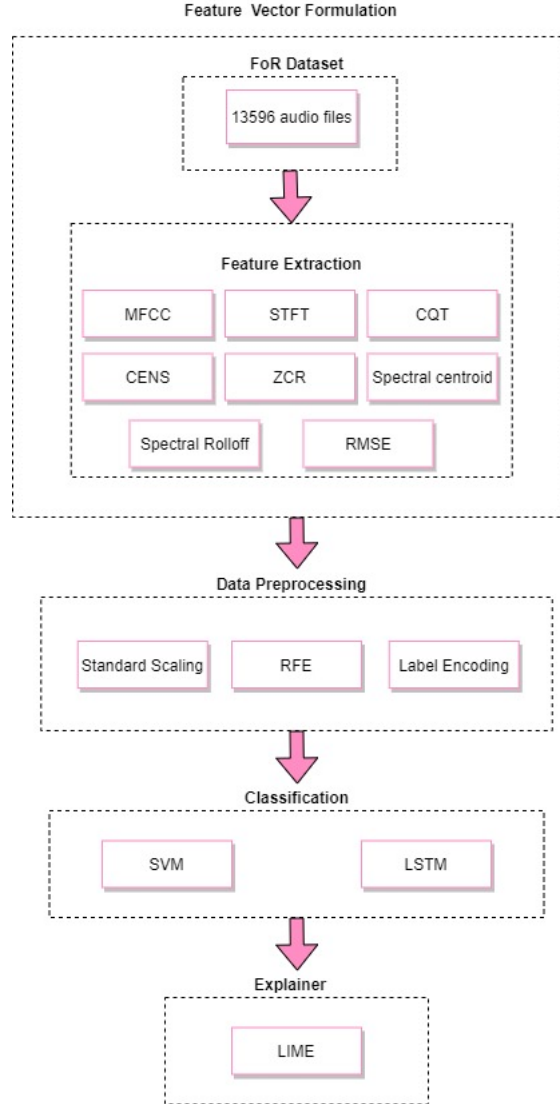 Feature Vector Formulation
FoR Dataset
13596 audio files
Feature Extraction
MFCC
STFT
CQT
CENS
ZCR
Spectral centroid
Spectral Rolloff
RMSE
Data Preprocessing
Standard Scaling
RFE
Label Encoding
Classification
SVM
LSTM
Explainer
LIME